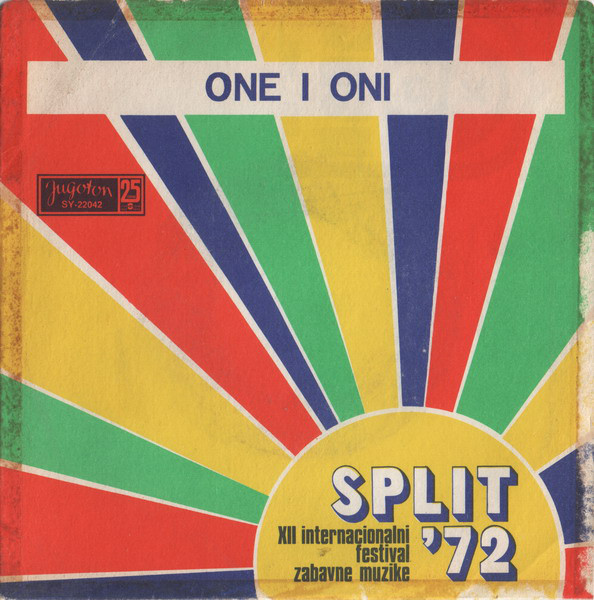 ONE I ONI
Jugoton
SY-22042
25
SPLIT
'72
XII internacionalni
festival
zabavne muzike